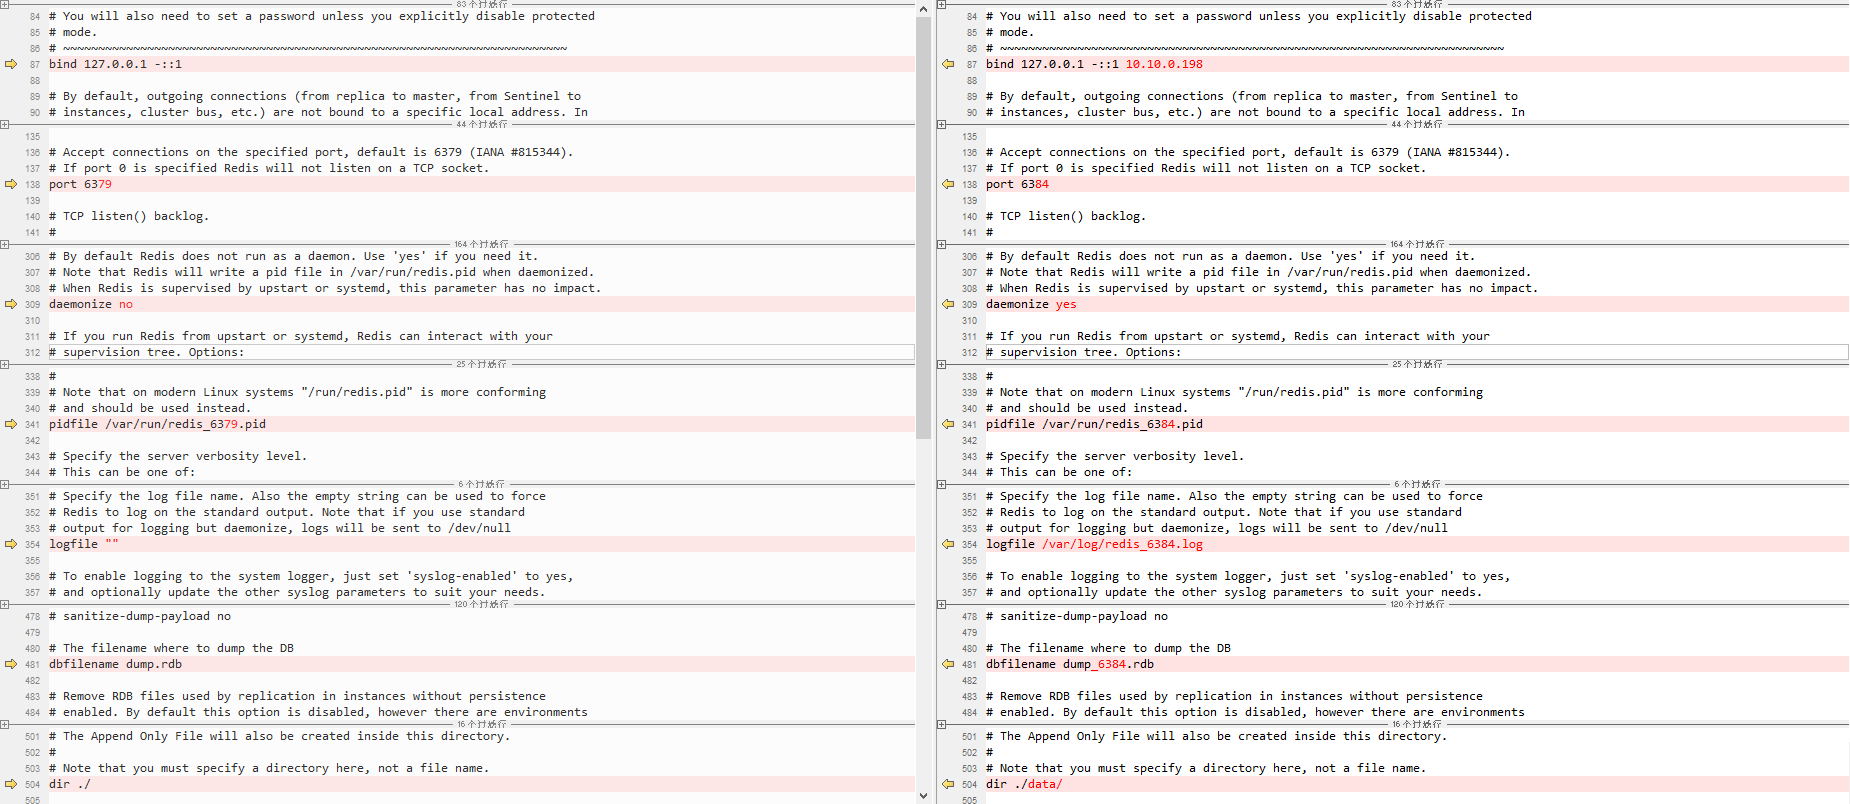 83 个过滤行
84 # You will also need to set a password unless you explicitly disable protected
85 # mode.
86 # ~~~~~~~~~~~~~~~~~~~~~~~~~~~~~~~~~~~~~~~~~~~~~~~~~~~~~~~~~~~~~~~~~~~~~~~~
87 bind 127.0.0.1 -::1
88
89 # By default, outgoing connections (from replica to master, from Sentinel to
90 # instances, cluster bus, etc.) are not bound to a specific local address. In
44 个过滤行
135
136 # Accept connections on the specified port, default is 6379 (IANA #815344).
137 # If port 0 is specified Redis will not listen on a TCP socket.
138 port 6379
139
140 # TCP listen() backlog.
141 #
164 个过滤行
306 # By default Redis does not run as a daemon. Use 'yes' if you need it.
307 # Note that Redis will write a pid file in /var/run/redis.pid when daemonized.
308 # When Redis is supervised by upstart or systemd, this parameter has no impact.
309 daemonize no
310
311 # If you run Redis from upstart or systemd, Redis can interact with your
312 # supervision tree. Options:
25 个过滤行
338 #
339 # Note that on modern Linux systems "/run/redis.pid" is more conforming
340 # and should be used instead.
341 pidfile /var/run/redis_6379.pid
342
343 # Specify the server verbosity level.
344 # This can be one of:
6 个过滤行
351 # Specify the log file name. Also the empty string can be used to force
352 # Redis to log on the standard output. Note that if you use standard
353 # output for logging but daemonize, logs will be sent to /dev/null
354 logfile ""
355
356 # To enable logging to the system logger, just set 'syslog-enabled' to yes,
357 # and optionally update the other syslog parameters to suit your needs.
120 个过滤行
478 # sanitize-dump-payload no
479
480 # The filename where to dump the DB
481 dbfilename dump.rdb
482
483 # Remove RDB files used by replication in instances without persistence
484 # enabled. By default this option is disabled, however there are environments
16 个过滤行
501 # The Append Only File will also be created inside this directory.
502 #
503 # Note that you must specify a directory here, not a file name.
504 dir ./
505
83 个过滤行
84 # You will also need to set a password unless you explicitly disable protected
85 # mode.
86 # ~~~~~~~~~~~~~~~~~~~~~~~~~~~~~~~~~~~~~~~~~~~~~~~~~~~~~~~~~~~~~~~~~~~~~~~~
87 bind 127.0.0.1 -::1 10.10.0.198
88
89 # By default, outgoing connections (from replica to master, from Sentinel to
90 # instances, cluster bus, etc.) are not bound to a specific local address. In
44 个过滤行
135
136 # Accept connections on the specified port, default is 6379 (IANA #815344).
137 # If port 0 is specified Redis will not listen on a TCP socket.
138 port 6384
139
140 # TCP listen() backlog.
141 #
164 个过滤行
306 # By default Redis does not run as a daemon. Use 'yes' if you need it.
307 # Note that Redis will write a pid file in /var/run/redis.pid when daemonized.
308 # When Redis is supervised by upstart or systemd, this parameter has no impact.
309 daemonize yes
310
311 # If you run Redis from upstart or systemd, Redis can interact with your
312 # supervision tree. Options:
25 个过滤行
338 #
339 # Note that on modern Linux systems "/run/redis.pid" is more conforming
340 # and should be used instead.
341 pidfile /var/run/redis_6384.pid
342
343 # Specify the server verbosity level.
344 # This can be one of:
6 个过滤行
351 # Specify the log file name. Also the empty string can be used to force
352 # Redis to log on the standard output. Note that if you use standard
353 # output for logging but daemonize, logs will be sent to /dev/null
354 logfile /var/log/redis_6384.log
355
356 # To enable logging to the system logger, just set 'syslog-enabled' to yes,
357 # and optionally update the other syslog parameters to suit your needs.
120 个过滤行
478 # sanitize-dump-payload no
479
480 # The filename where to dump the DB
481 dbfilename dump_6384.rdb
482
483 # Remove RDB files used by replication in instances without persistence
484 # enabled. By default this option is disabled, however there are environments
16 个过滤行
501 # The Append Only File will also be created inside this directory.
502 #
503 # Note that you must specify a directory here, not a file name.
504 dir ./data/
505